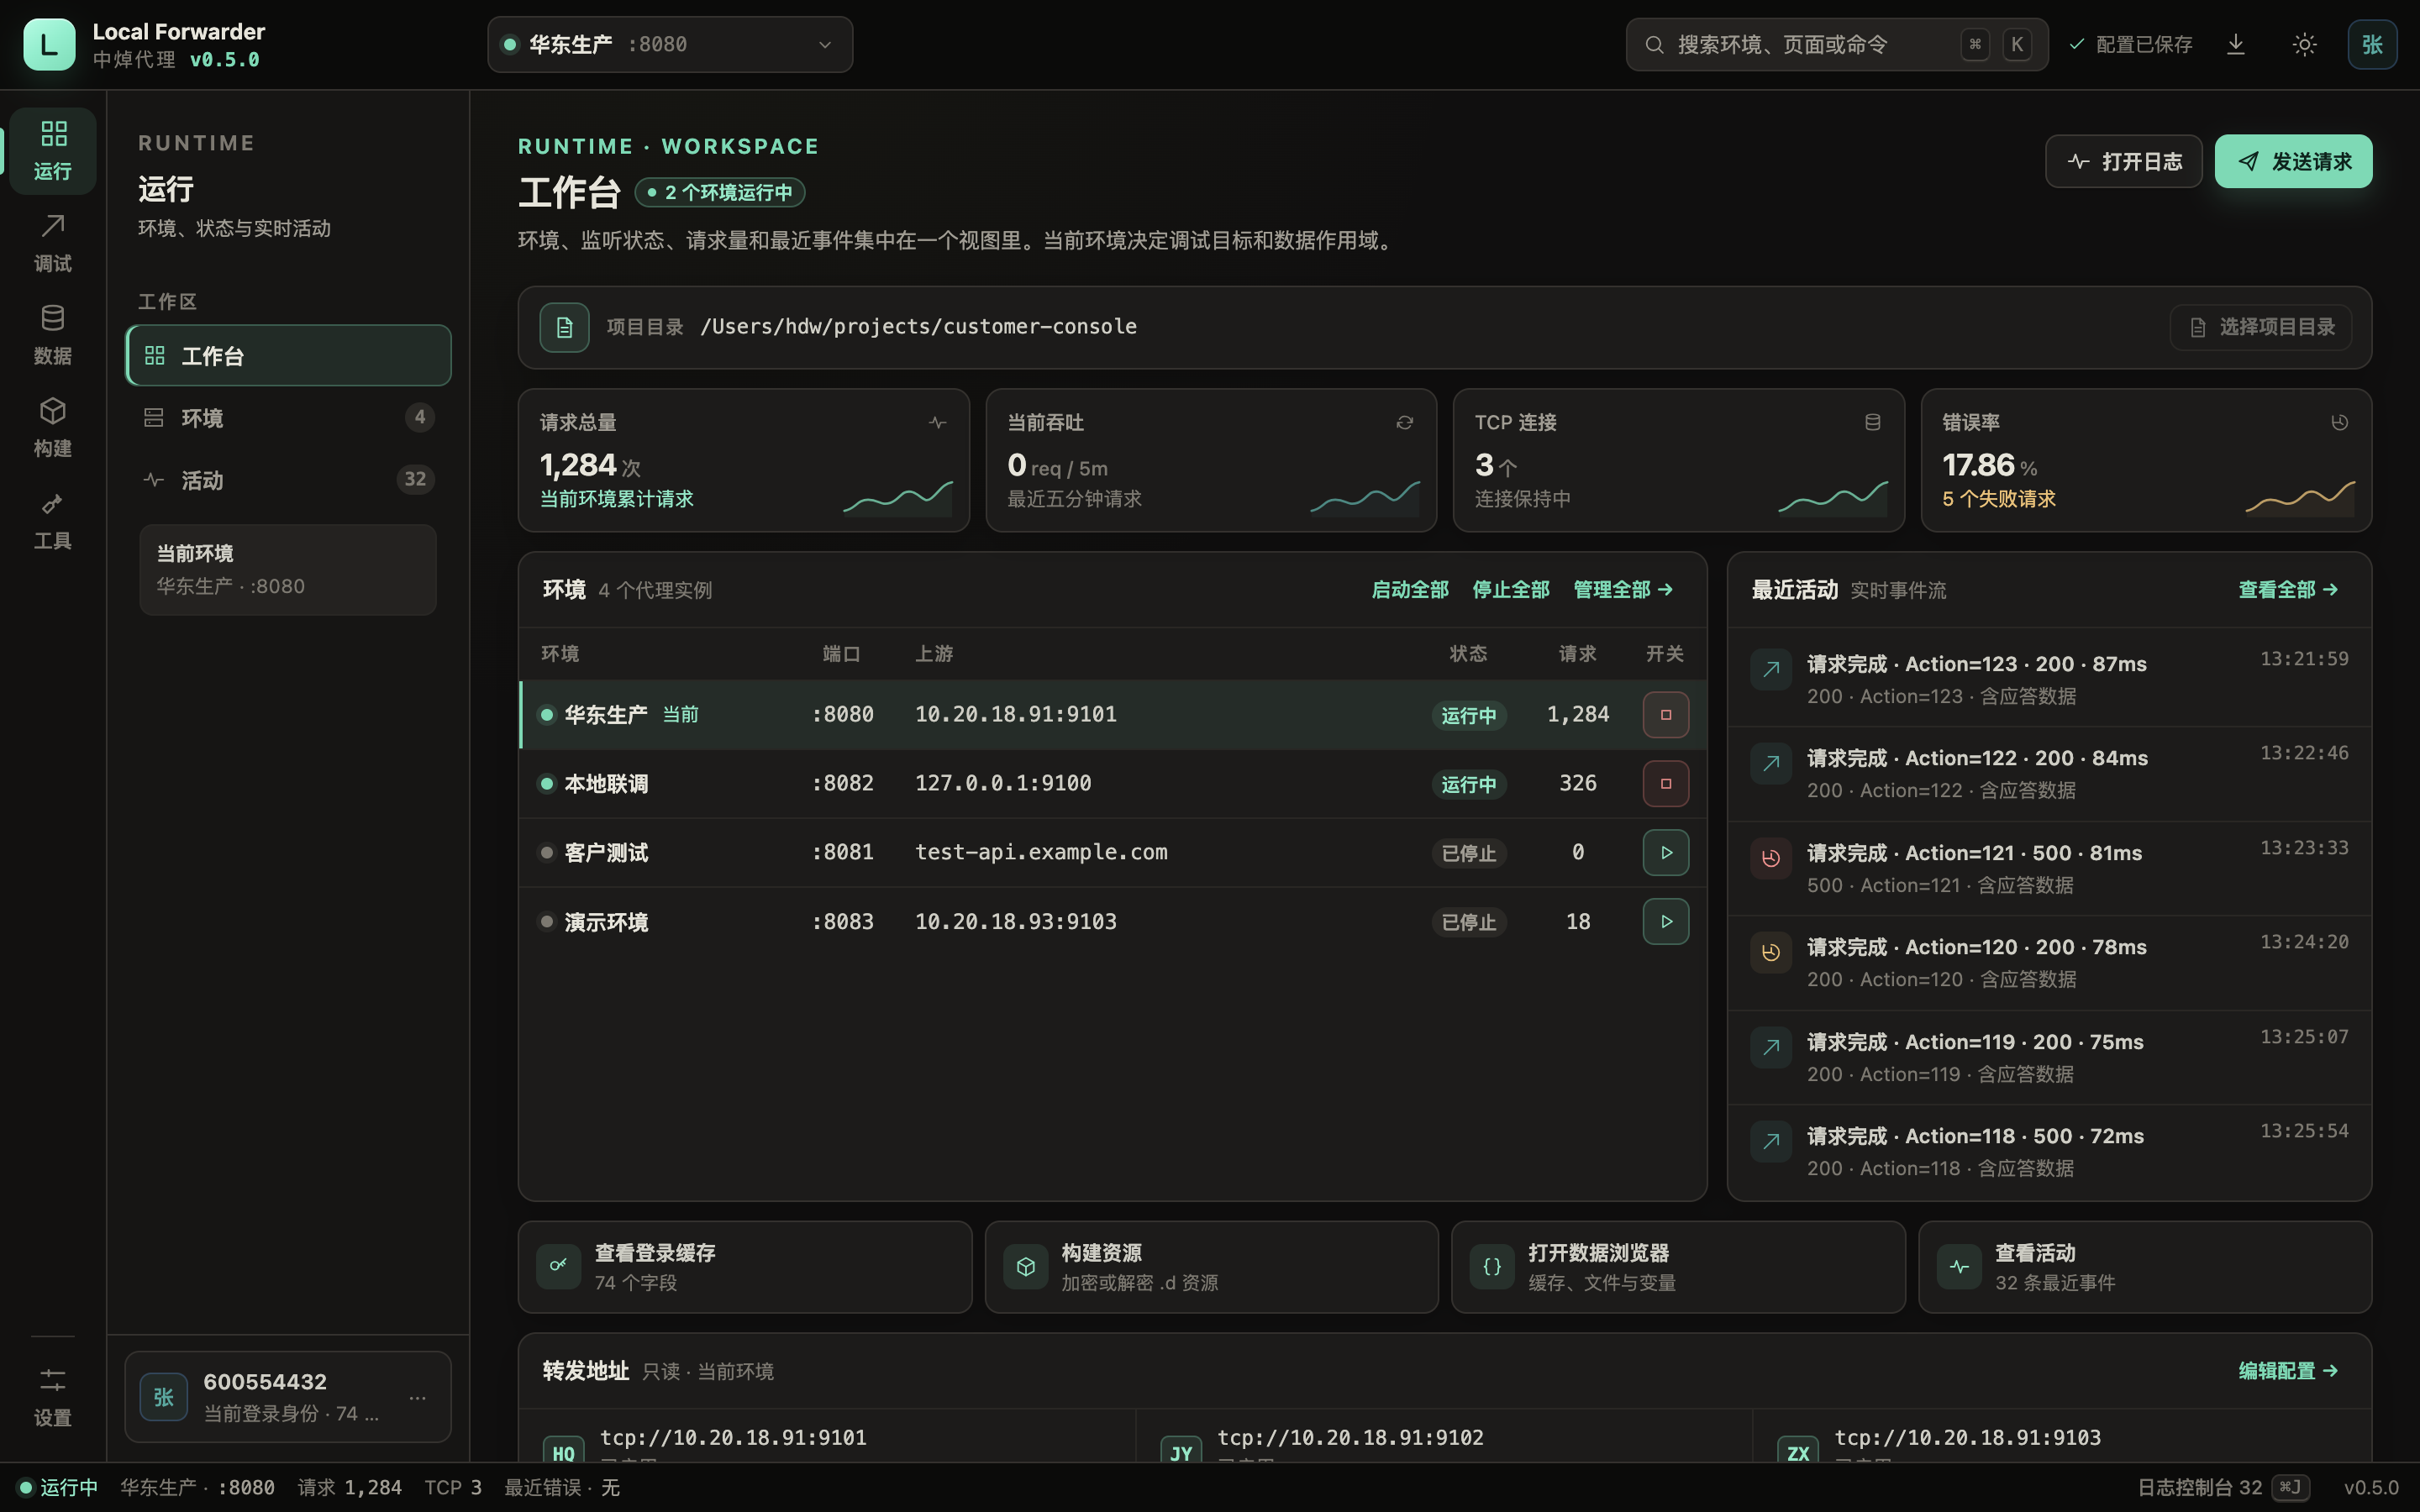 L
Local Forwarder
中焯代理 v0.5.0
华东生产 :8080
搜索环境、页面或命令 ⌘ K
配置已保存
张
运行
调试
数据
构建
工具
设置
RUNTIME
运行
环境、状态与实时活动
工作区
工作台
环境 4
活动 32
当前环境
华东生产 · :8080
张
600554432
当前登录身份 · 74 ...
RUNTIME · WORKSPACE
工作台
2 个环境运行中
环境、监听状态、请求量和最近事件集中在一个视图里。当前环境决定调试目标和数据作用域。
打开日志
发送请求
项目目录 /Users/hdw/projects/customer-console
选择项目目录
请求总量
1,284 次
当前环境累计请求
当前吞吐
0 req / 5m
最近五分钟请求
TCP 连接
3 个
连接保持中
错误率
17.86 %
5 个失败请求
环境 4 个代理实例
启动全部 停止全部 管理全部 →
环境 端口 上游 状态 请求 开关
华东生产 当前 :8080 10.20.18.91:9101 运行中 1,284
本地联调 :8082 127.0.0.1:9100 运行中 326
客户测试 :8081 test-api.example.com 已停止 0
演示环境 :8083 10.20.18.93:9103 已停止 18
最近活动 实时事件流
查看全部 →
请求完成 · Action=123 · 200 · 87ms 13:21:59
200 · Action=123 · 含应答数据
请求完成 · Action=122 · 200 · 84ms 13:22:46
200 · Action=122 · 含应答数据
请求完成 · Action=121 · 500 · 81ms 13:23:33
500 · Action=121 · 含应答数据
请求完成 · Action=120 · 200 · 78ms 13:24:20
200 · Action=120 · 含应答数据
请求完成 · Action=119 · 200 · 75ms 13:25:07
200 · Action=119 · 含应答数据
请求完成 · Action=118 · 500 · 72ms 13:25:54
200 · Action=118 · 含应答数据
查看登录缓存
74 个字段
构建资源
加密或解密 .d 资源
{} 打开数据浏览器
缓存、文件与变量
查看活动
32 条最近事件
转发地址 只读 · 当前环境
编辑配置 →
HQ tcp://10.20.18.91:9101
JY tcp://10.20.18.91:9102
ZX tcp://10.20.18.91:9103
运行中 华东生产 · :8080 请求 1,284 TCP 3 最近错误 · 无
日志控制台 32 ⌘J v0.5.0